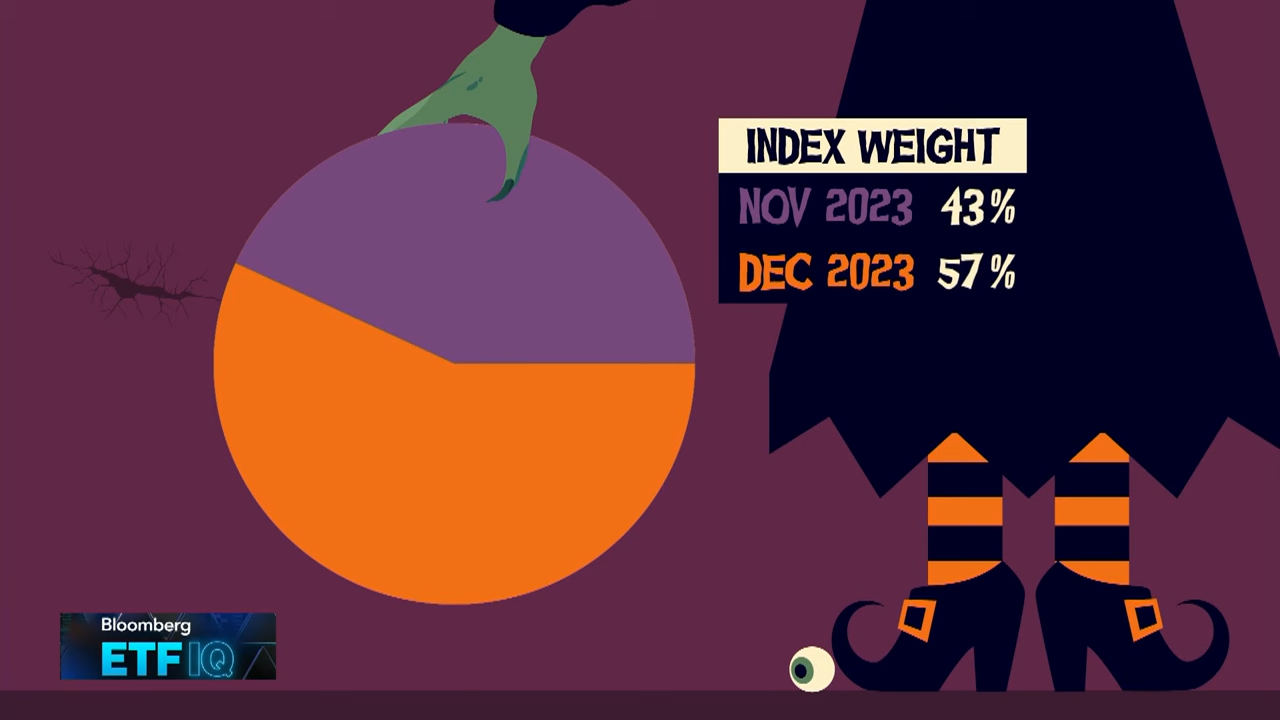 INDEX WEIGHT
NOV 2023 43%
DEC 2023 57%
Bloomberg
ETF IQ